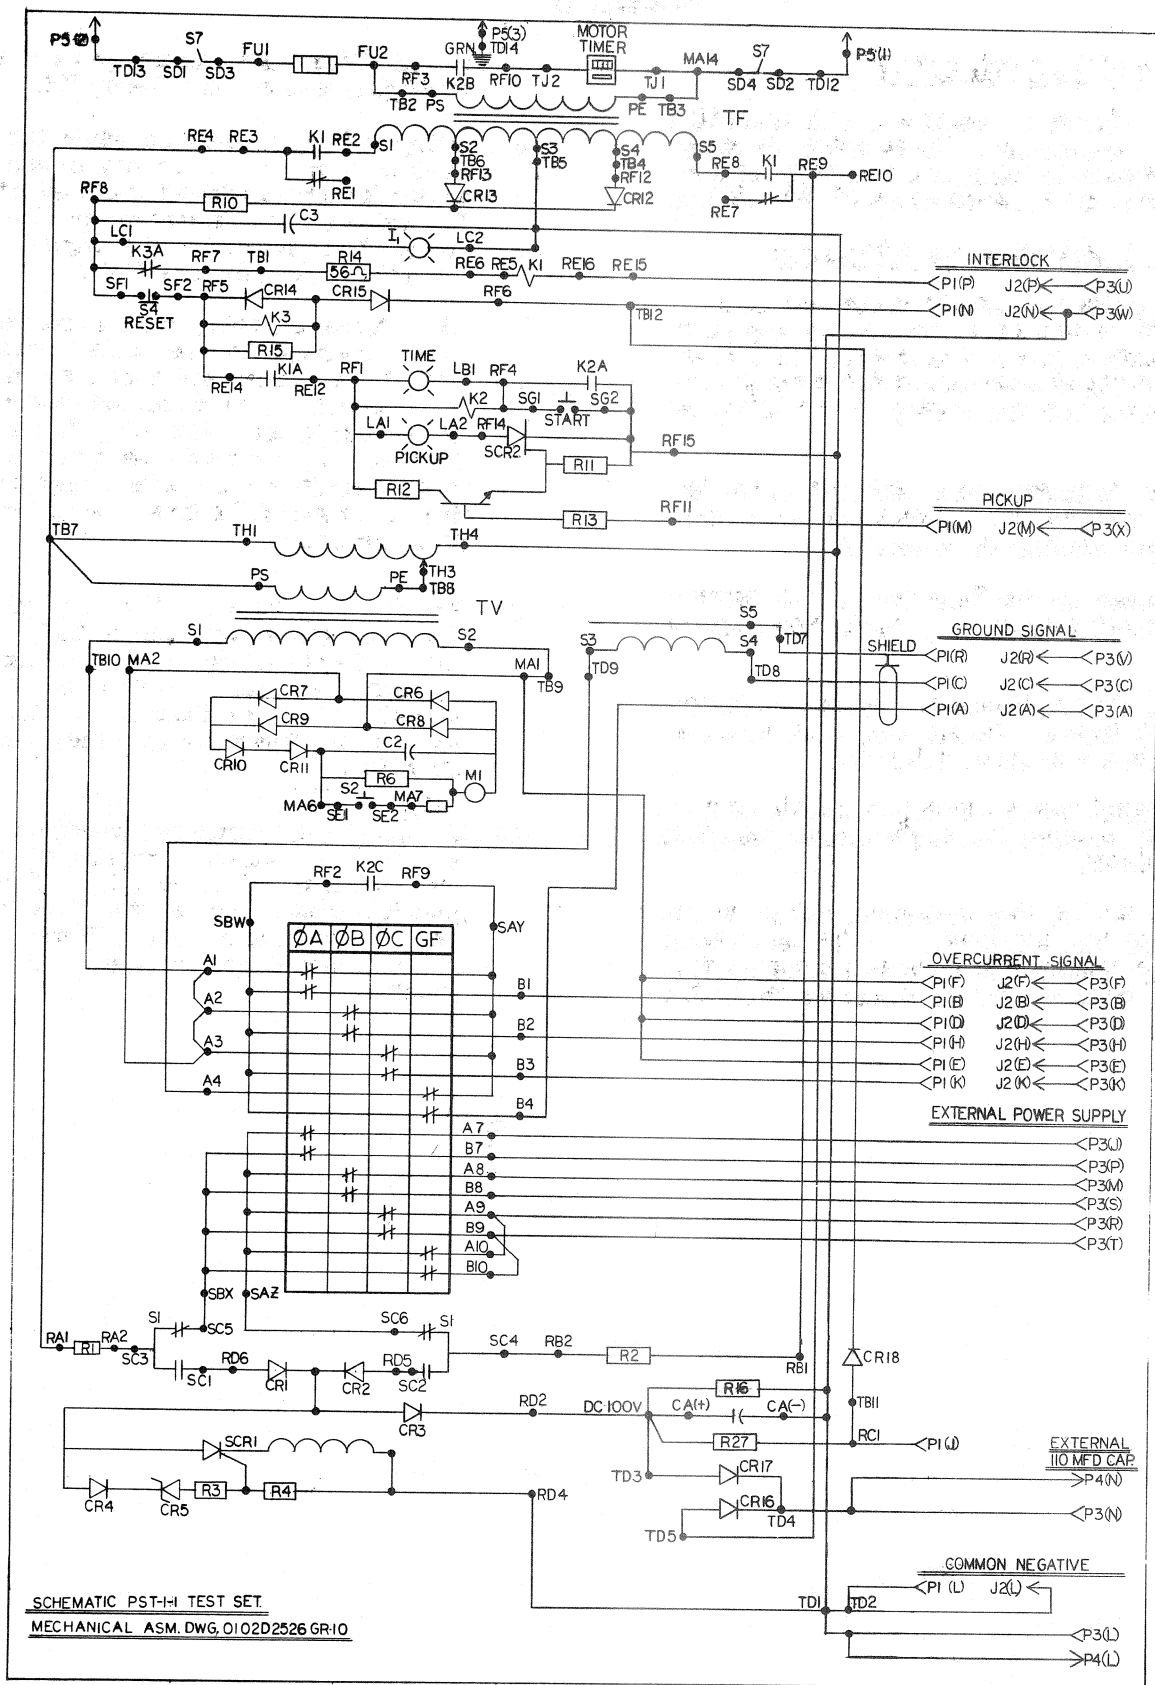 P5(3)
TD14
GRN
MOTOR
TIMER
P5(1)
S7
FU1
FU2
TD13
SD1
SD3
RF3
K2B
RF10
TJ2
TJ1
MA14
S7
SD4
SD2
TD12
TB2
PS
PE
TB3
TF
RE4
RE3
K1
RE2
S1
S2
TB6
RF13
S3
TB5
S4
TB4
RF12
S5
RE8
K1
RE9
RE10
RE1
RE7
CR13
CR12
RF8
R10
C3
LC1
I1
LC2
K3A
RF7
TB1
R14
56Ω
RE6
RE5
K1
RE16
RE15
INTERLOCK
P1(P)
J2(P)
P3(U)
SF1
S4
RESET
SF2
RF5
CR14
CR15
RF6
TB12
P1(N)
J2(N)
P3(W)
K3
R15
RE14
K1A
RE12
RF1
TIME
LB1
RF4
K2A
K2
SG1
START
SG2
LA1
PICKUP
LA2
RF14
SCR2
R11
RF15
R12
R13
RF11
PICKUP
P1(M)
J2(M)
P3(X)
TB7
TH1
TH4
TH3
PS
PE
TB8
TV
S1
S2
S3
S5
S4
TD7
GROUND SIGNAL
SHIELD
P1(R)
J2(R)
P3(V)
TB10
MA2
MA1
TB9
TD9
TD8
P1(C)
J2(C)
P3(C)
P1(A)
J2(A)
P3(A)
CR7
CR6
CR9
CR8
CR10
CR11
C2
R6
M1
S2
MA6
SE1
SE2
MA7
RF2
K2C
RF9
SBW
SAY
ØA
ØB
ØC
GF
OVERCURRENT SIGNAL
A1
P1(F)
J2(F)
P3(F)
B1
P1(B)
J2(B)
P3(B)
A2
P1(D)
J2(D)
P3(D)
B2
P1(H)
J2(H)
P3(H)
A3
P1(E)
J2(E)
P3(E)
B3
P1(K)
J2(K)
P3(K)
A4
B4
EXTERNAL POWER SUPPLY
A7
P3(J)
B7
P3(P)
A8
P3(M)
B8
P3(S)
A9
P3(R)
B9
P3(T)
A10
B10
SBX
SAZ
S1
SC5
SC6
S1
RA1
R1
RA2
SC3
SC4
RB2
R2
RB1
SC1
RD6
CR1
CR2
RD5
SC2
CR18
CR3
RD2
DC100V
R16
CA(+)
CA(-)
TB11
R27
RC1
P1(J)
EXTERNAL
110 MFD CAP.
SCR1
TD3
CR17
P4(N)
CR4
CR5
R3
R4
RD4
CR16
TD4
P3(N)
TD5
COMMON NEGATIVE
P1 (L)
J2(L)
TD1
TD2
SCHEMATIC PST-1-1 TEST SET
MECHANICAL ASM. DWG, 0102D2526 GR-10
P3(L)
P4(L)